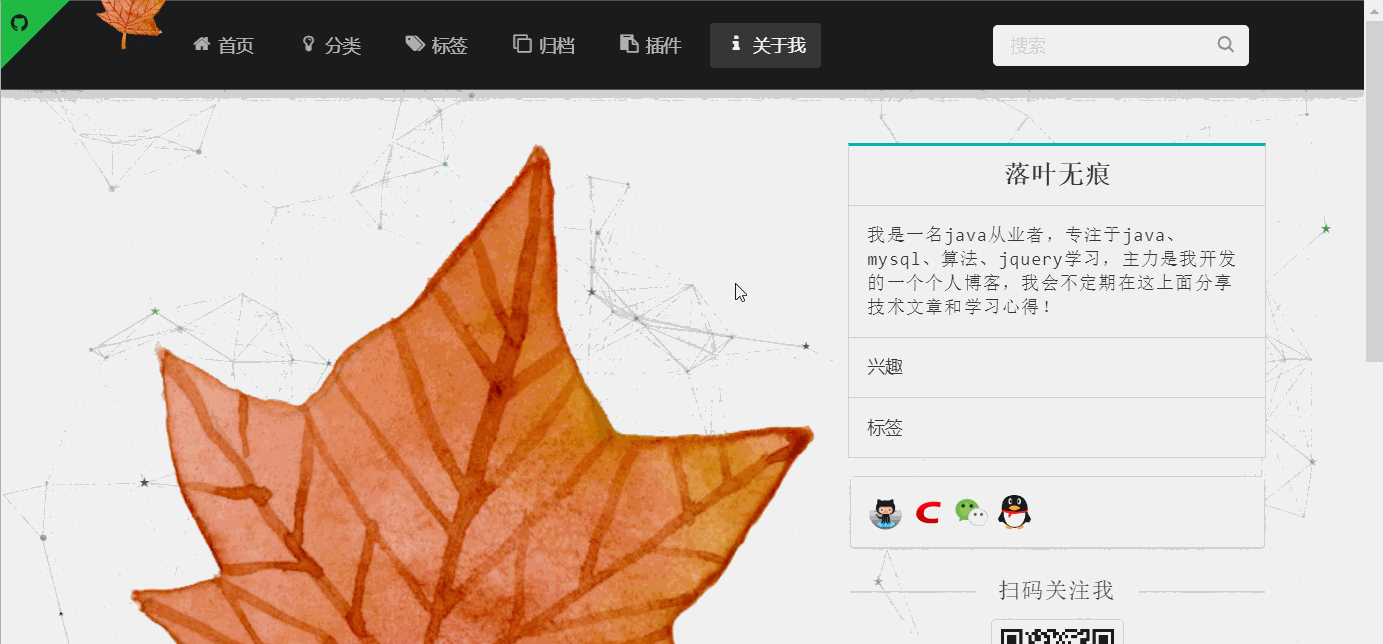 首页 分类 标签 归档 插件 关于我 搜索
落叶无痕
我是一名java从业者，专注于java、
mysql、算法、jquery学习，主力是我开发
的一个个人博客，我会不定期在这上面分享
技术文章和学习心得！
兴趣
标签
扫码关注我